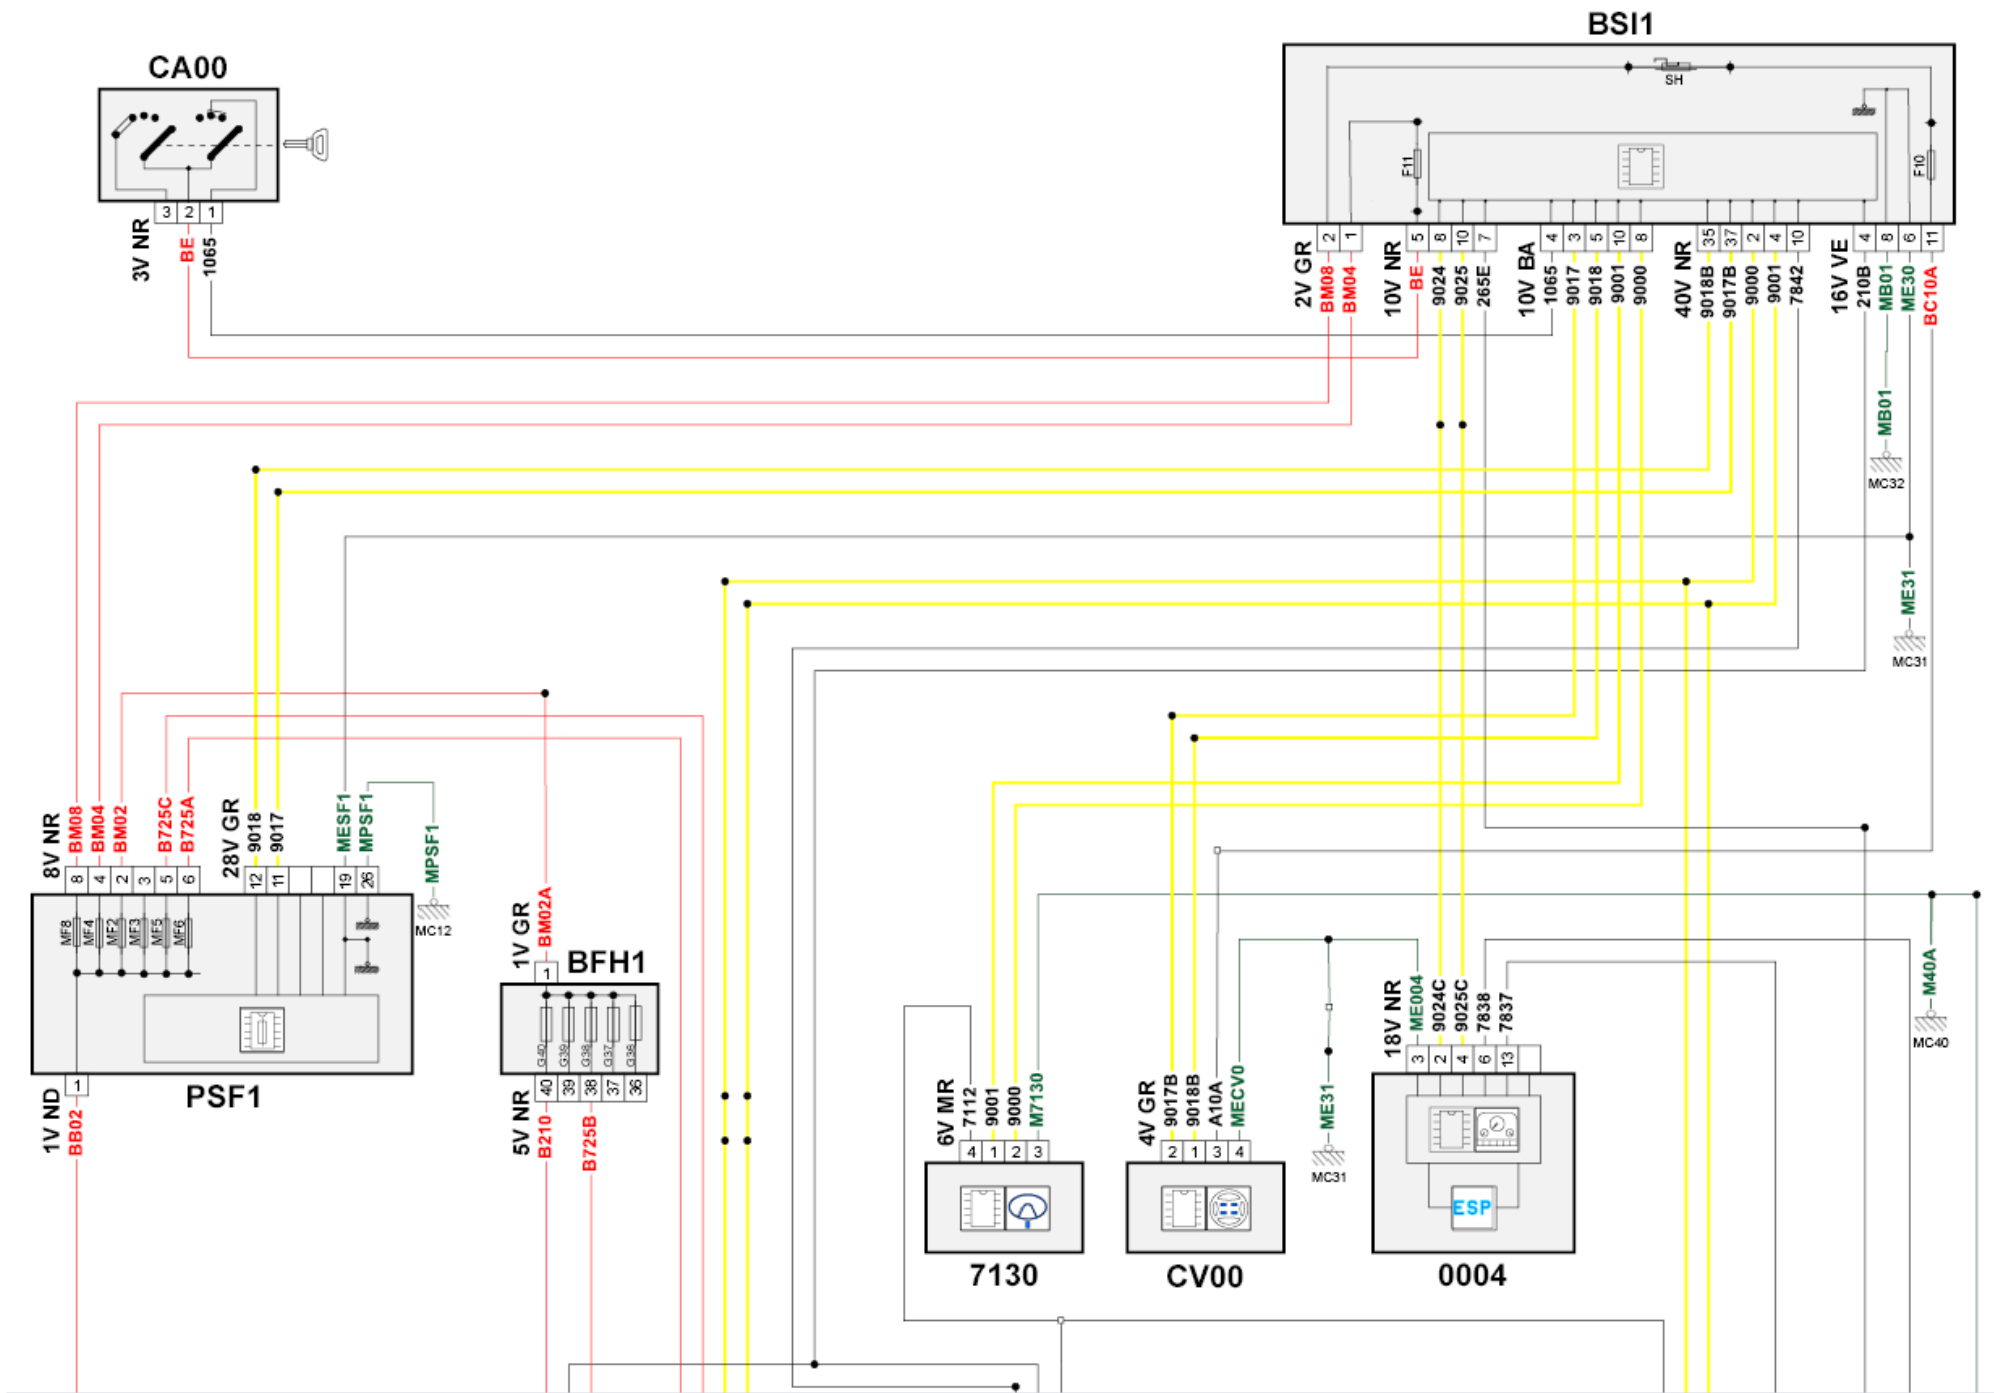 BSI1
CA00
SH
F11
F10
3 2 1
3V NR
BE
1065
2 1
5 8 10 7
4 3 5 10 8
35 37 2 4 10
4 8 6 11
2V GR
BM08
BM04
10V NR
BE
9024
9025
265E
10V BA
1065
9017
9018
9001
9000
40V NR
9018B
9017B
9000
9001
7842
16V VE
210B
MB01
ME30
BC10A
MB01
MC32
ME31
MC31
8V NR
BM08
BM04
BM02
B725C
B725A
28V GR
9018
9017
MESF1
MPSF1
MPSF1
8 4 2 3 5 6
12 11 19 26
MC12
MF8
MF4
MF2
MF3
MF5
MF6
PSF1
1
1V ND
BB02
1V GR
BM02A
1
BFH1
G40
G39
G38
G37
G36
40 39 38 37 36
5V NR
B210
B725B
6V MR
7112
9001
9000
M7130
4 1 2 3
7130
4V GR
9017B
9018B
A10A
MECV0
2 1 3 4
CV00
ME31
MC31
18V NR
ME004
9024C
9025C
7838
7837
3 2 4 6 13
ESP
0004
M40A
MC40